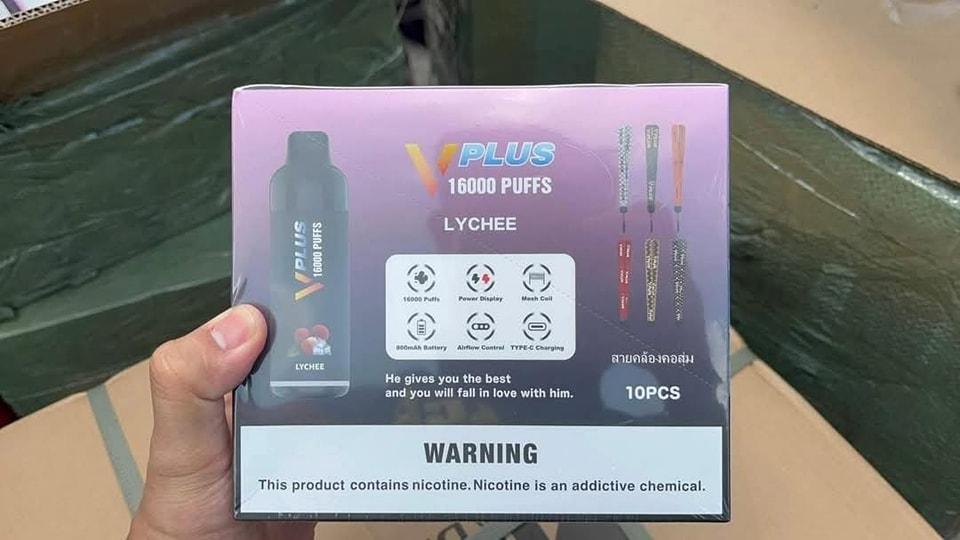 V PLUS
16000 PUFFS
LYCHEE
V PLUS
16000 PUFFS
LYCHEE
16000 Puffs
Power Display
Mesh Coil
800mAh Battery
Airflow Control
TYPE-C Charging
He gives you the best
and you will fall in love with him.
สายคล้องคอสุ่ม
10PCS
WARNING
This product contains nicotine. Nicotine is an addictive chemical.